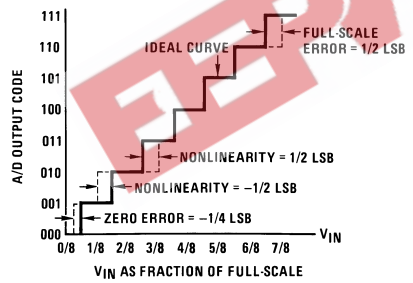 111
110
101
100
011
010
001
000
A/D OUTPUT CODE
IDEAL CURVE
FULL-SCALE
ERROR = 1/2 LSB
NONLINEARITY = 1/2 LSB
NONLINEARITY = −1/2 LSB
ZERO ERROR = −1/4 LSB
0/8 1/8 2/8 3/8 4/8 5/8 6/8 7/8
VIN
VIN AS FRACTION OF FULL-SCALE